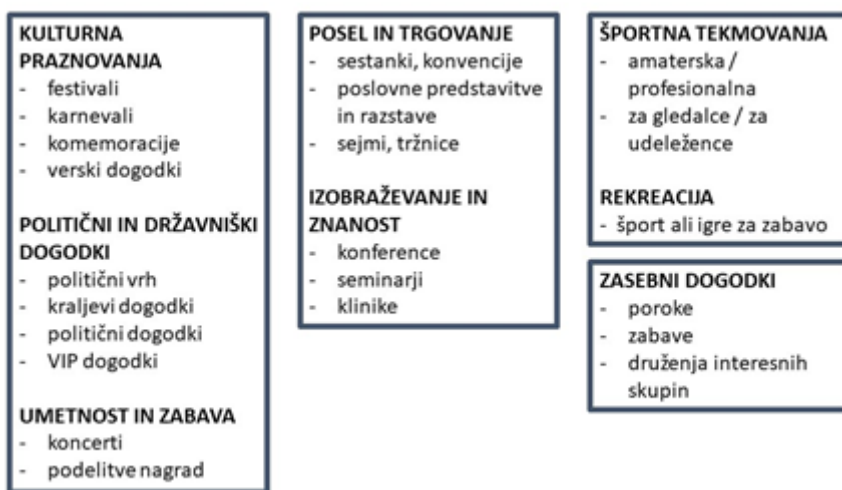 KULTURNA
PRAZNOVANJA
- festivali
- karnevali
- komemoracije
- verski dogodki
POLITIČNI IN DRŽAVNIŠKI
DOGODKI
- politični vrh
- kraljevi dogodki
- politični dogodki
- VIP dogodki
UMETNOST IN ZABAVA
- koncerti
- podelitve nagrad
POSEL IN TRGOVANJE
- sestanki, konvencije
- poslovne predstavitve
in razstave
- sejmi, tržnice
IZOBRAŽEVANJE IN
ZNANOST
- konference
- seminarji
- klinike
ŠPORTNA TEKMOVANJA
- amaterska /
profesionalna
- za gledalce / za
udeležence
REKREACIJA
- šport ali igre za zabavo
ZASEBNI DOGODKI
- poroke
- zabave
- druženja interesnih
skupin